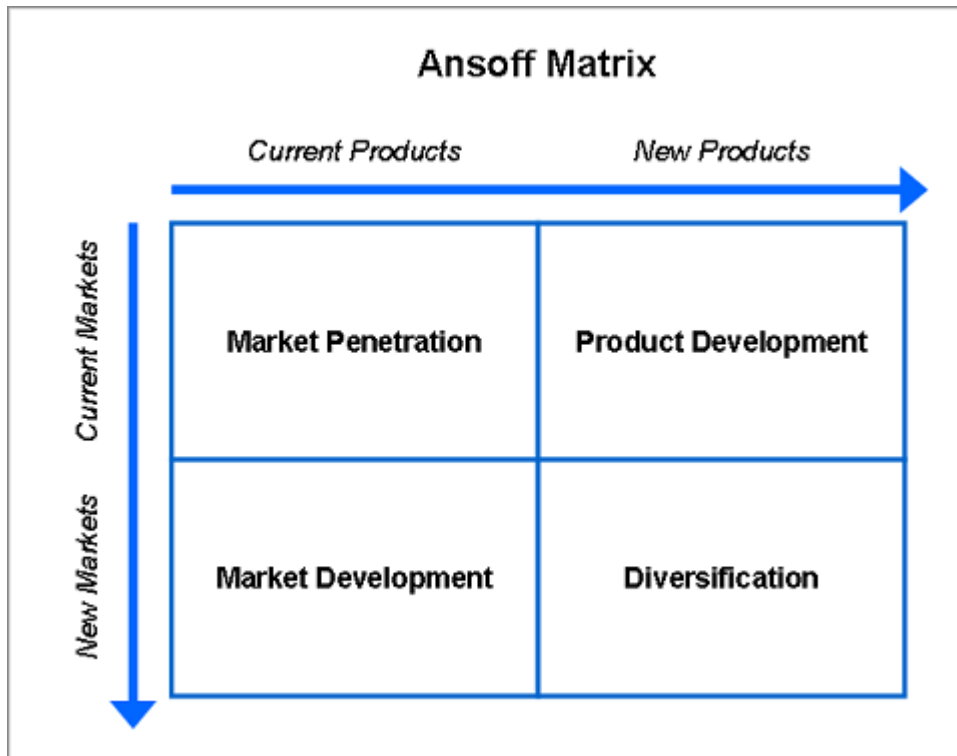 Ansoff Matrix
Current Products
New Products
Current Markets
Market Penetration
Product Development
New Markets
Market Development
Diversification